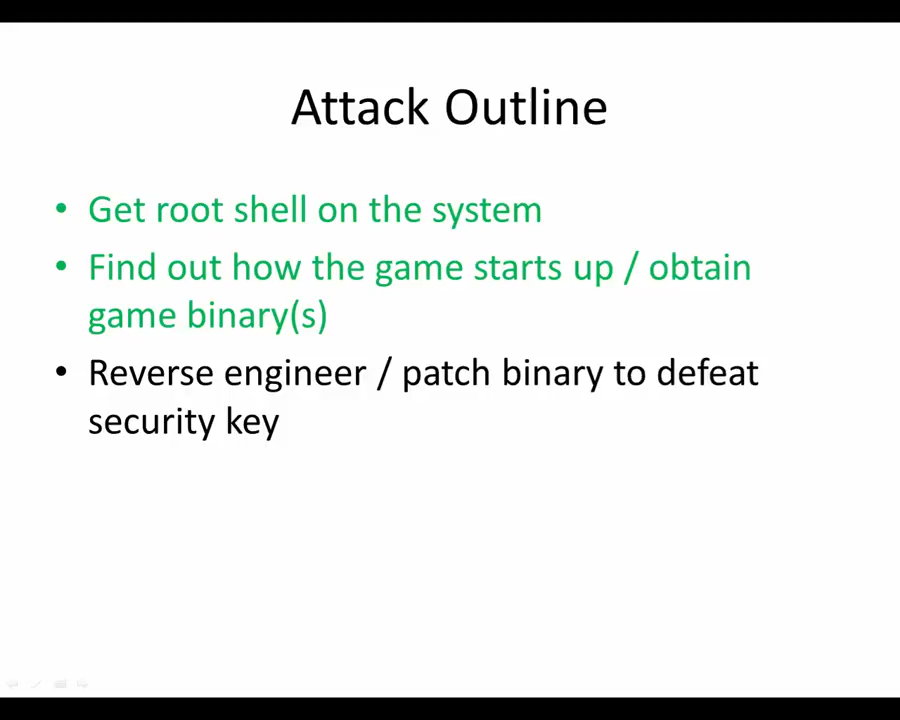 Attack Outline
• Get root shell on the system
• Find out how the game starts up / obtain
game binary(s)
• Reverse engineer / patch binary to defeat
security key